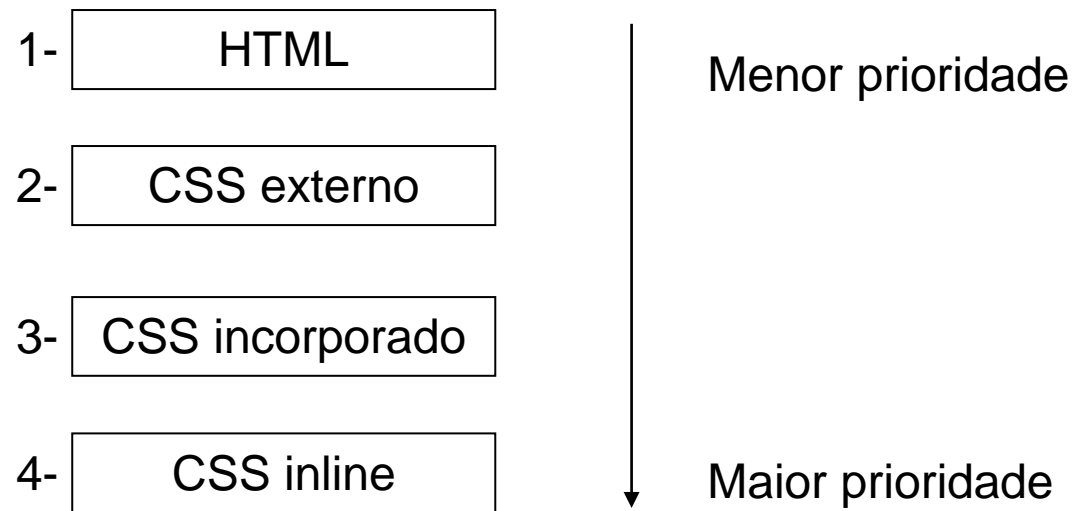 1- HTML
Menor prioridade
2- CSS externo
3- CSS incorporado
4- CSS inline
Maior prioridade